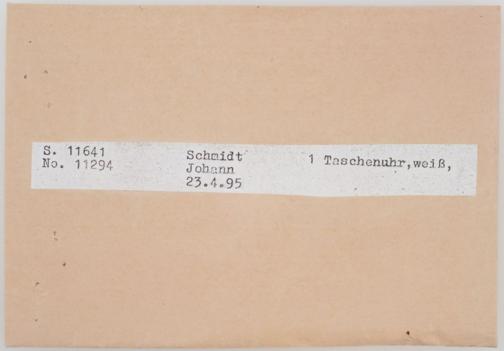 S. 11641
No. 11294
Schmidt
Johann
23.4.95
1 Taschenuhr,weiß,